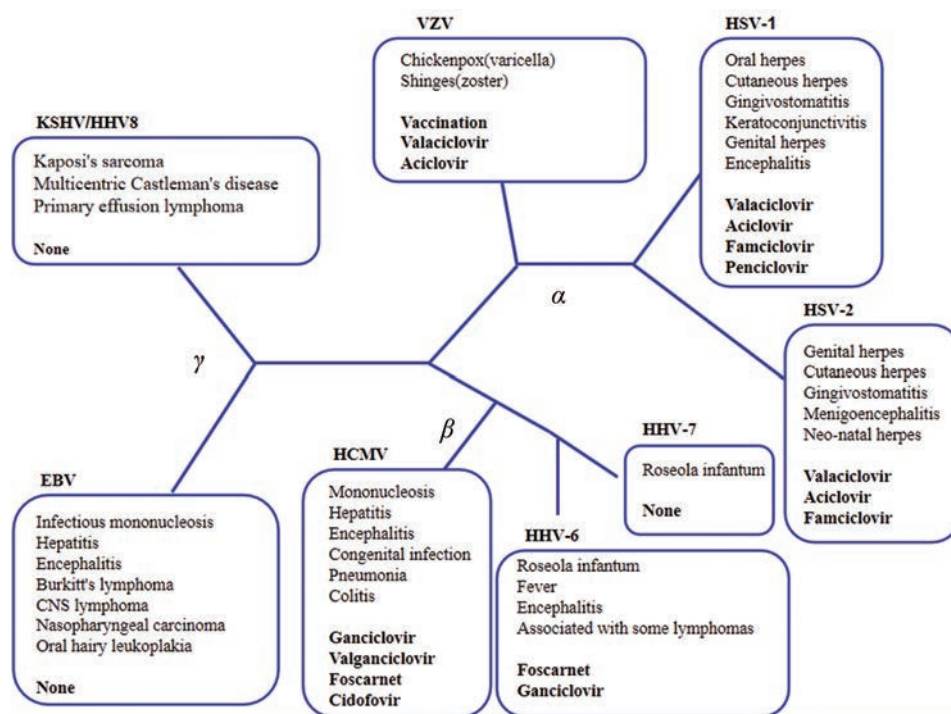 VZV
Chickenpox(varicella)
Shinges(zoster)
Vaccination
Valaciclovir
Aciclovir
HSV-1
Oral herpes
Cutaneous herpes
Gingivostomatitis
Keratoconjunctivitis
Genital herpes
Encephalitis
Valaciclovir
Aciclovir
Famciclovir
Penciclovir
KSHV/HHV8
Kaposi's sarcoma
Multicentric Castleman's disease
Primary effusion lymphoma
None
α
γ
β
HSV-2
Genital herpes
Cutaneous herpes
Gingivostomatitis
Menigoencephalitis
Neo-natal herpes
Valaciclovir
Aciclovir
Famciclovir
EBV
Infectious mononucleosis
Hepatitis
Encephalitis
Burkitt's lymphoma
CNS lymphoma
Nasopharyngeal carcinoma
Oral hairy leukoplakia
None
HCMV
Mononucleosis
Hepatitis
Encephalitis
Congenital infection
Pneumonia
Colitis
Ganciclovir
Valganciclovir
Foscarnet
Cidofovir
HHV-7
Roseola infantum
None
HHV-6
Roseola infantum
Fever
Encephalitis
Associated with some lymphomas
Foscarnet
Ganciclovir